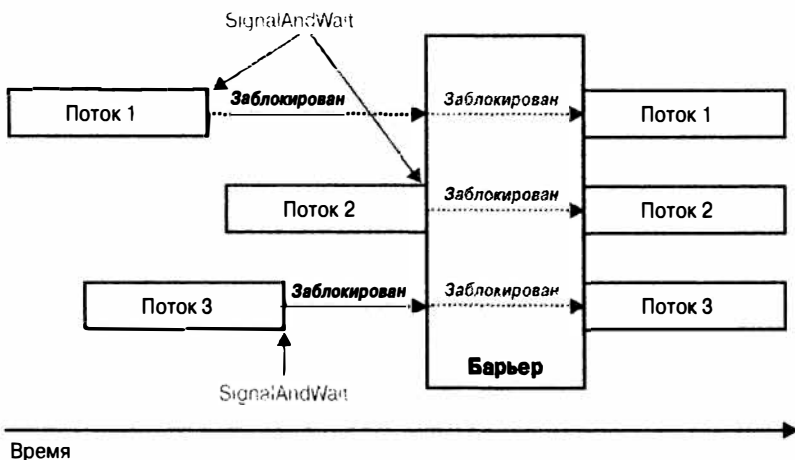 SignalAndWait
Поток 1
Заблокирован
Заблокирован
Поток 1
Поток 2
Заблокирован
Поток 2
Поток 3
Заблокирован
Заблокирован
Поток 3
Барьер
SignalAndWait
Время